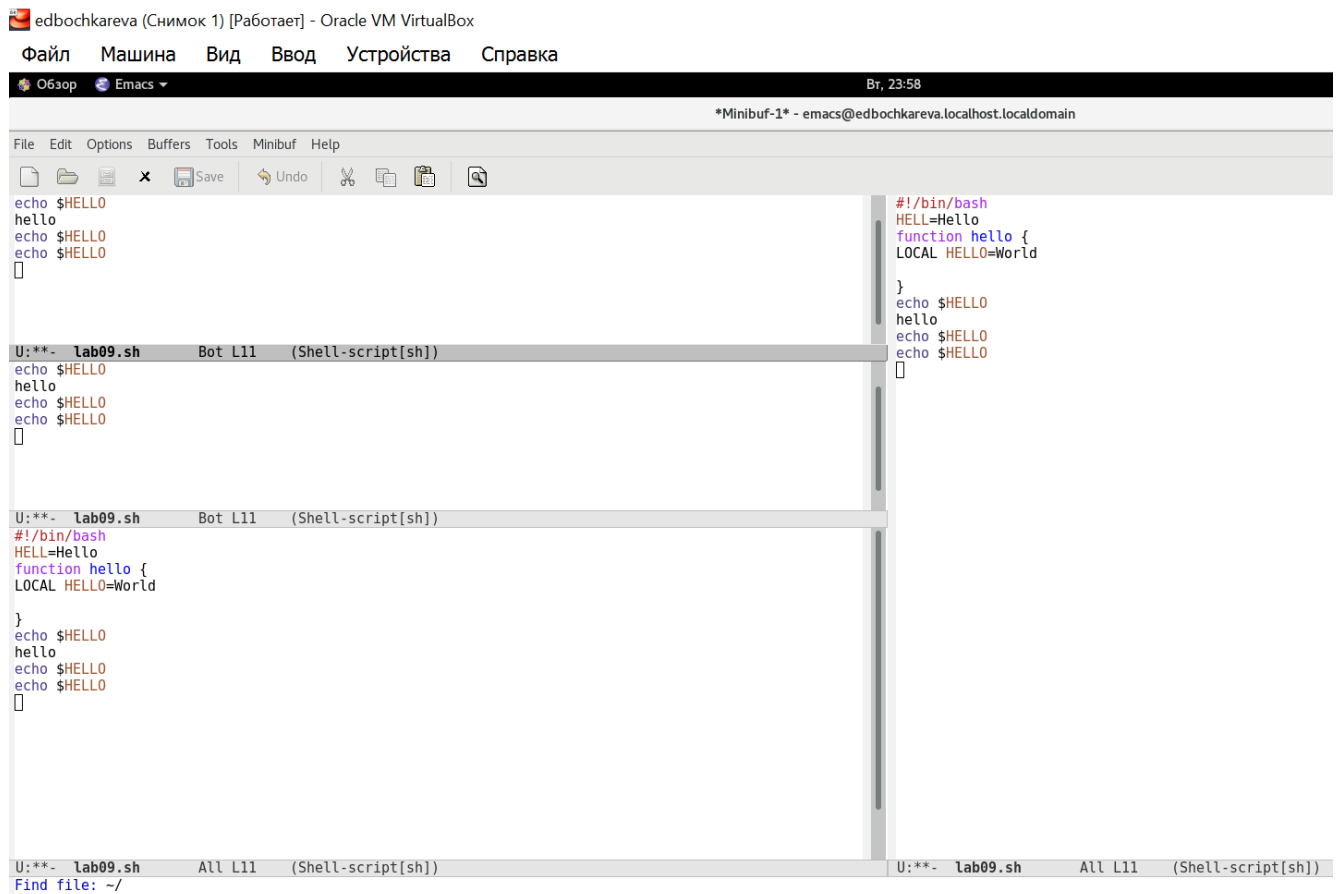 edbochkareva (Снимок 1) [Работает] - Oracle VM VirtualBox
Файл Машина Вид Ввод Устройства Справка
Обзор Emacs Вт, 23:58
*Minibuf-1* - emacs@edbochkareva.localhost.localdomain
File Edit Options Buffers Tools Minibuf Help
Save Undo
echo $HELLO
hello
echo $HELLO
echo $HELLO
U:**- lab09.sh Bot L11 (Shell-script[sh])
echo $HELLO
hello
echo $HELLO
echo $HELLO
U:**- lab09.sh Bot L11 (Shell-script[sh])
#!/bin/bash
HELL=Hello
function hello {
LOCAL HELLO=World
}
echo $HELLO
hello
echo $HELLO
echo $HELLO
U:**- lab09.sh All L11 (Shell-script[sh])
#!/bin/bash
HELL=Hello
function hello {
LOCAL HELLO=World
}
echo $HELLO
hello
echo $HELLO
echo $HELLO
U:**- lab09.sh All L11 (Shell-script[sh])
Find file: ~/